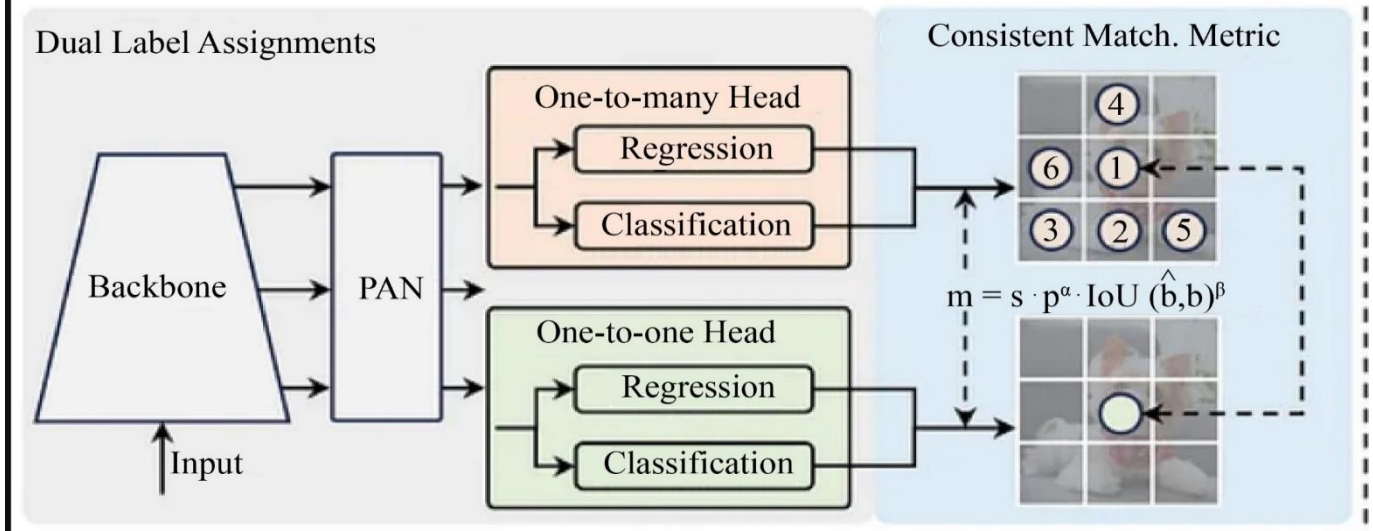 Dual Label Assignments
Consistent Match. Metric
One-to-many Head
Regression
Classification
Backbone
PAN
One-to-one Head
Regression
Classification
Input
4
6 1
3 2 5
m = s · p^α · IoU (b̂,b)^β